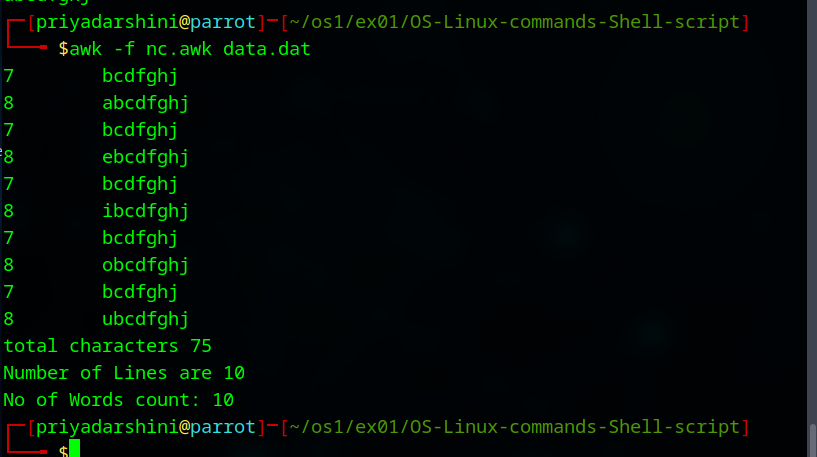 ┌─[priyadarshini@parrot]─[~/os1/ex01/OS-Linux-commands-Shell-script]
└──╼ $awk -f nc.awk data.dat
7 bcdfghj
8 abcdfghj
7 bcdfghj
8 ebcdfghj
7 bcdfghj
8 ibcdfghj
7 bcdfghj
8 obcdfghj
7 bcdfghj
8 ubcdfghj
total characters 75
Number of Lines are 10
No of Words count: 10
┌─[priyadarshini@parrot]─[~/os1/ex01/OS-Linux-commands-Shell-script]
└──╼ $